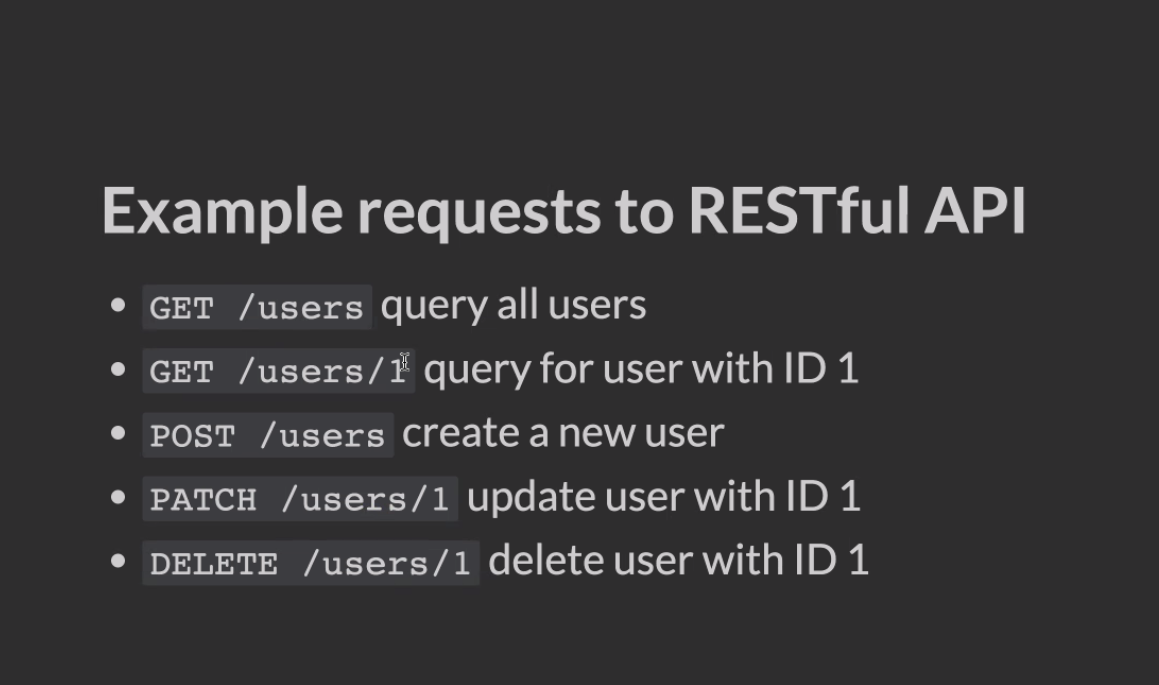 Example requests to RESTful API
• GET /users query all users
• GET /users/1 query for user with ID 1
• POST /users create a new user
• PATCH /users/1 update user with ID 1
• DELETE /users/1 delete user with ID 1